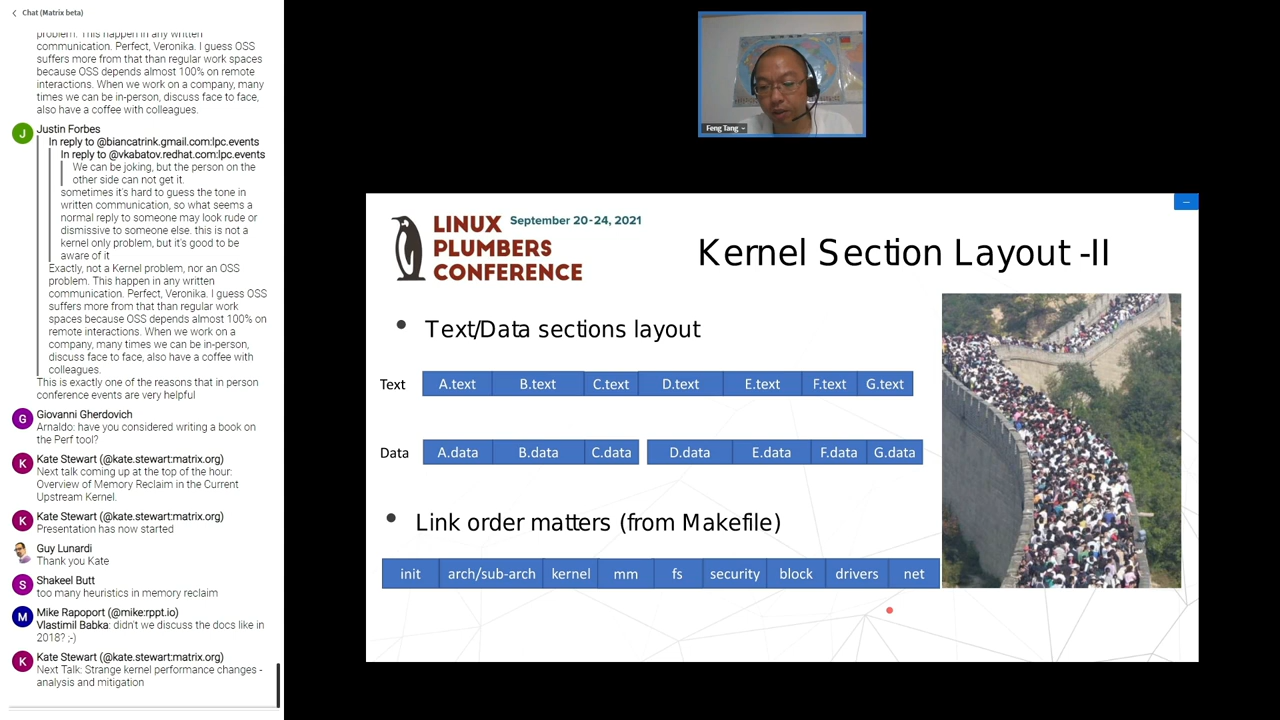 Chat (Matrix beta)
problem. This happen in any written
communication. Perfect, Veronika. I guess OSS
suffers more from that than regular work spaces
because OSS depends almost 100% on remote
interactions. When we work on a company, many
times we can be in-person, discuss face to face,
also have a coffee with colleagues.
J
Justin Forbes
In reply to @biancatrink.gmail.com:lpc.events
In reply to @vkabatov.redhat.com:lpc.events
We can be joking, but the person on the
other side can not get it.
sometimes it's hard to guess the tone in
written communication, so what seems a
normal reply to someone may look rude or
dismissive to someone else. this is not a
kernel only problem, but it's good to be
aware of it
Exactly, not a Kernel problem, nor an OSS
problem. This happen in any written
communication. Perfect, Veronika. I guess OSS
suffers more from that than regular work
spaces because OSS depends almost 100% on
remote interactions. When we work on a
company, many times we can be in-person,
discuss face to face, also have a coffee with
colleagues.
This is exactly one of the reasons that in person
conference events are very helpful
G
Giovanni Gherdovich
Arnaldo: have you considered writing a book on
the Perf tool?
K
Kate Stewart (@kate.stewart:matrix.org)
Next talk coming up at the top of the hour:
Overview of Memory Reclaim in the Current
Upstream Kernel.
K
Kate Stewart (@kate.stewart:matrix.org)
Presentation has now started
Guy Lunardi
Thank you Kate
S
Shakeel Butt
too many heuristics in memory reclaim
M
Mike Rapoport (@mike:rppt.io)
Vlastimil Babka: didn't we discuss the docs like in
2018? ;-)
K
Kate Stewart (@kate.stewart:matrix.org)
Next Talk: Strange kernel performance changes -
analysis and mitigation
Feng Tang
LINUX September 20-24, 2021
PLUMBERS
CONFERENCE
Kernel Section Layout -II
• Text/Data sections layout
Text A.text B.text C.text D.text E.text F.text G.text
Data A.data B.data C.data D.data E.data F.data G.data
• Link order matters (from Makefile)
init arch/sub-arch kernel mm fs security block drivers net